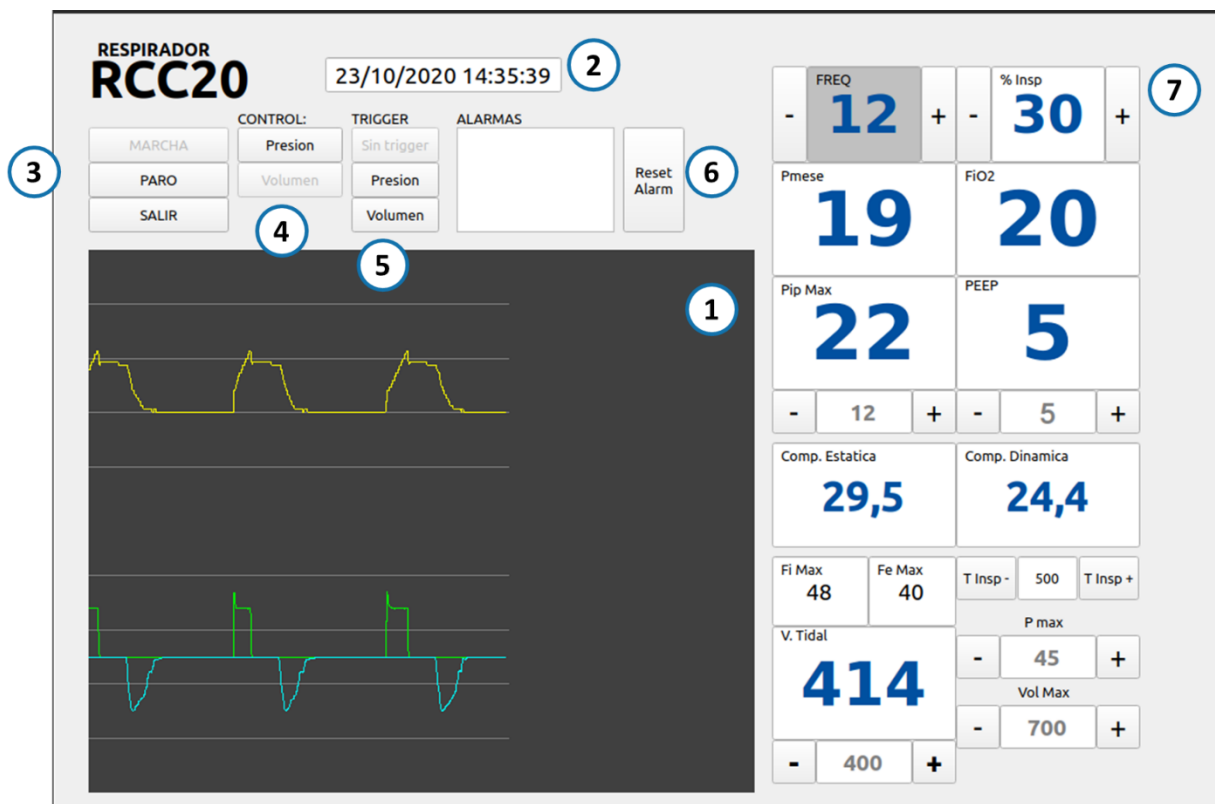 RESPIRADOR
RCC20
23/10/2020 14:35:39
2
CONTROL:
TRIGGER
ALARMAS
MARCHA
PARO
SALIR
3
Presion
Volumen
4
Sin trigger
Presion
Volumen
5
Reset
Alarm
6
1
-
FREQ
12
+
-
% Insp
30
+
7
Pmese
19
FiO2
20
Pip Max
22
PEEP
5
-
12
+
-
5
+
Comp. Estatica
29,5
Comp. Dinamica
24,4
Fi Max
48
Fe Max
40
T Insp -
500
T Insp +
P max
-
45
+
Vol Max
-
700
+
V. Tidal
414
-
400
+